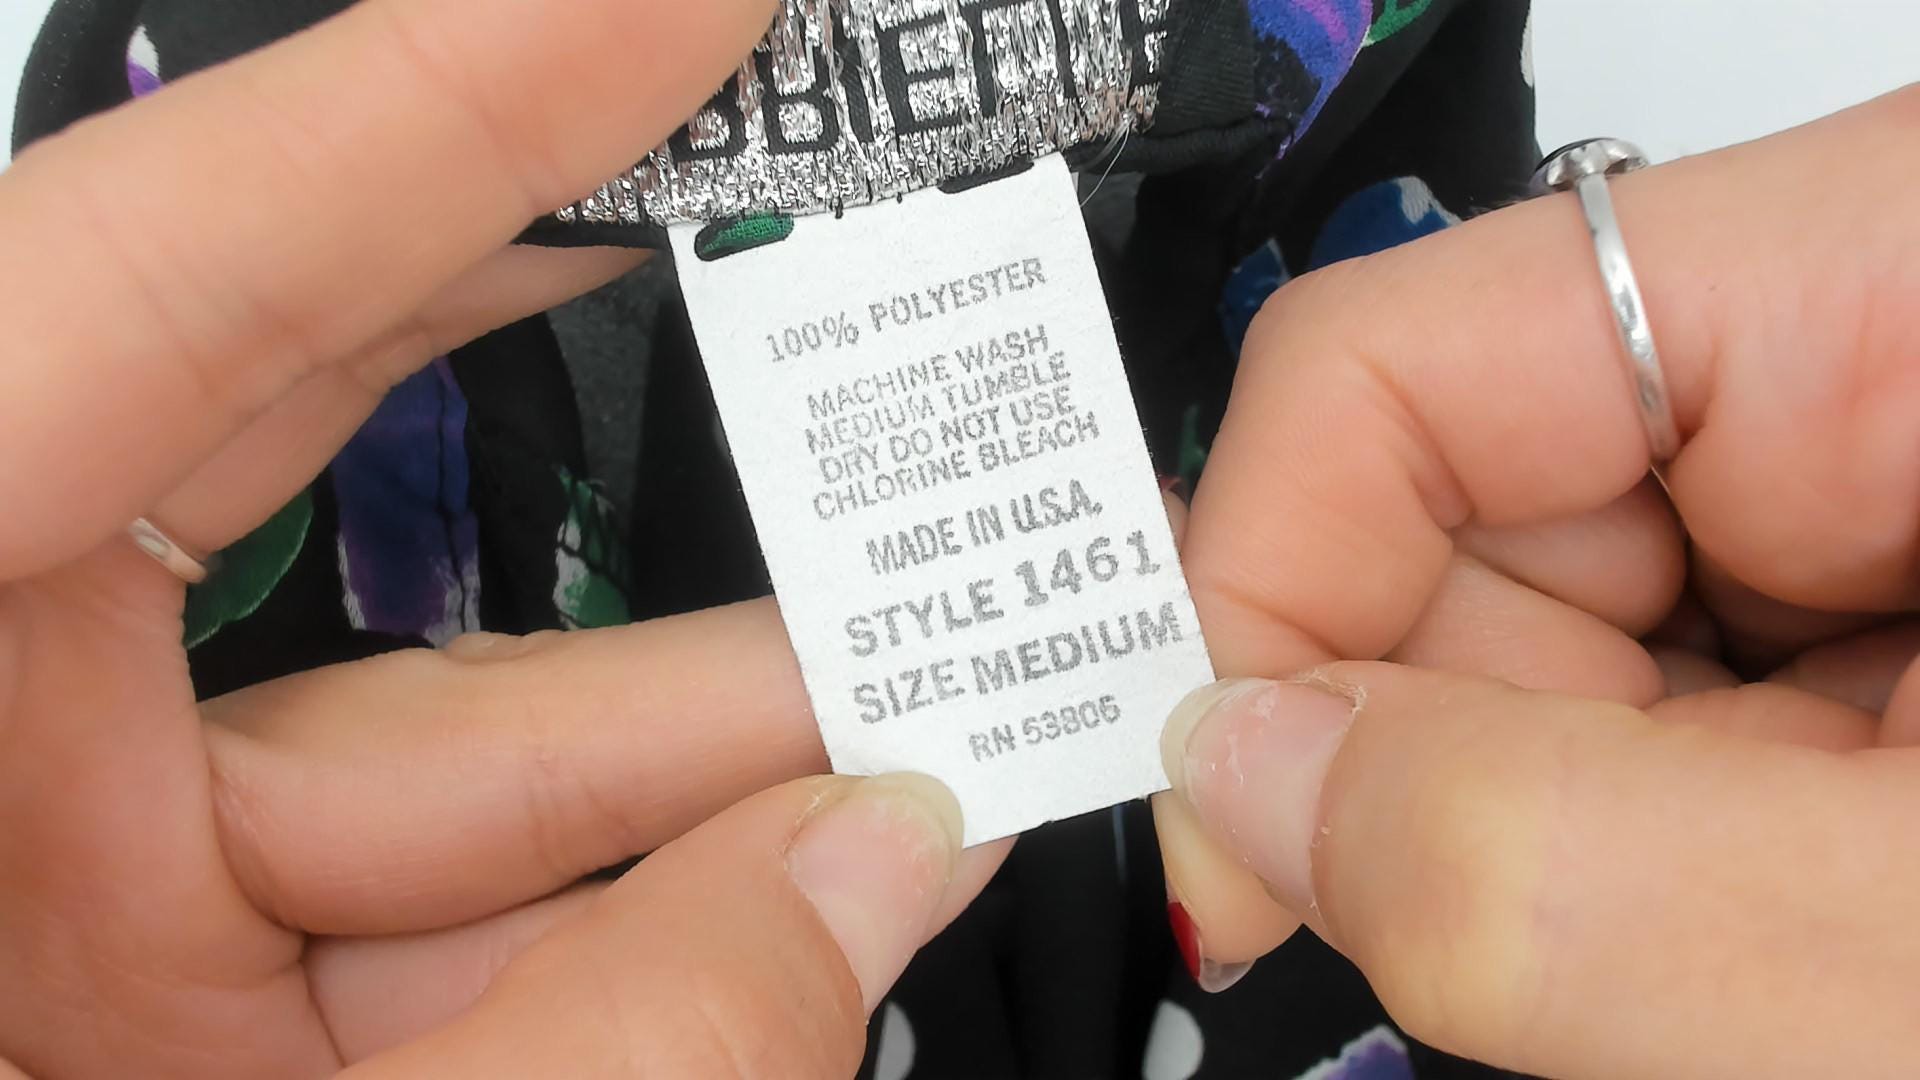 100% POLYESTER
MACHINE WASH
MEDIUM TUMBLE
DRY DO NOT USE
CHLORINE BLEACH
MADE IN U.S.A.
STYLE 1461
SIZE MEDIUM
RN 53806